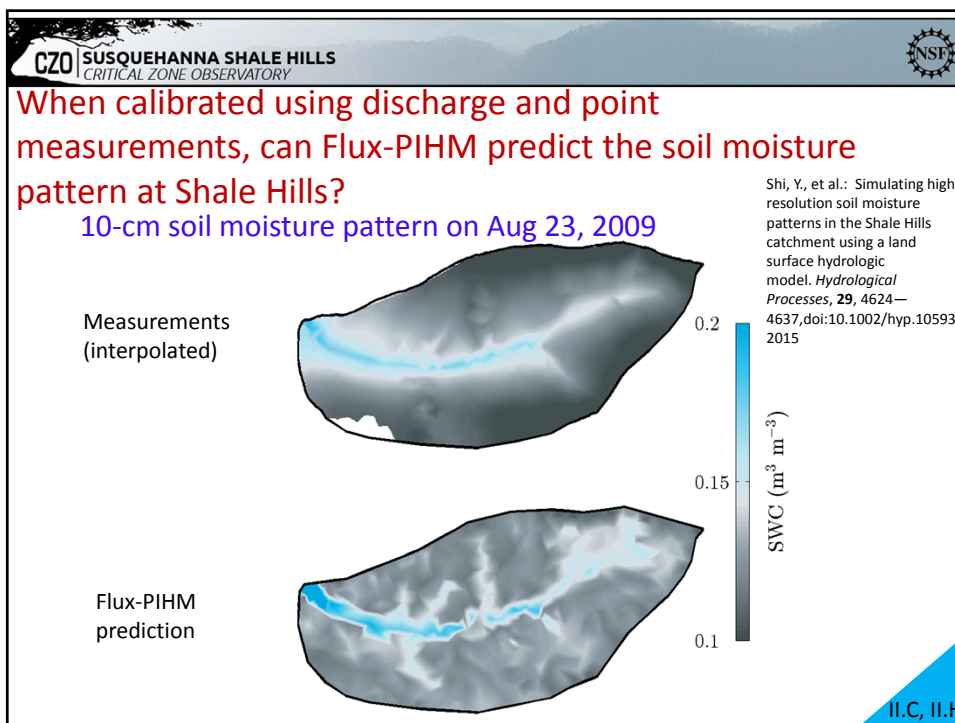 CZO SUSQUEHANNA SHALE HILLS
CRITICAL ZONE OBSERVATORY
NSF
When calibrated using discharge and point
measurements, can Flux-PIHM predict the soil moisture
pattern at Shale Hills?
Shi, Y., et al.: Simulating high
resolution soil moisture
patterns in the Shale Hills
catchment using a land
surface hydrologic
model. Hydrological
Processes, 29, 4624—
4637,doi:10.1002/hyp.10593
2015
10-cm soil moisture pattern on Aug 23, 2009
Measurements
(interpolated)
0.2
0.15
0.1
SWC (m³ m⁻³)
Flux-PIHM
prediction
II.C, II.H